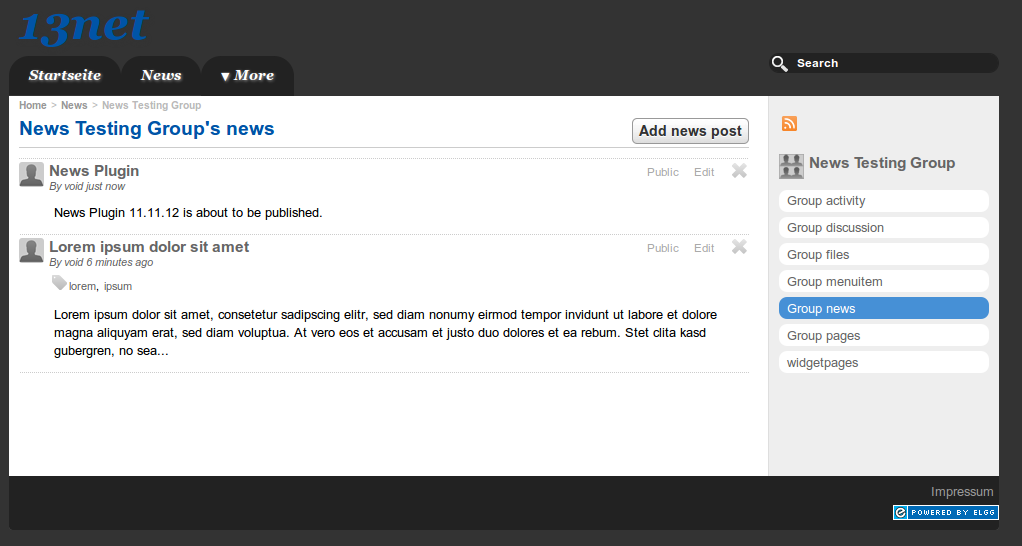 13net
Startseite News ▼ More
Search
Home > News > News Testing Group
News Testing Group's news
Add news post
News Plugin
Public Edit
By void just now
News Plugin 11.11.12 is about to be published.
Lorem ipsum dolor sit amet
Public Edit
By void 6 minutes ago
lorem, ipsum
Lorem ipsum dolor sit amet, consetetur sadipscing elitr, sed diam nonumy eirmod tempor invidunt ut labore et dolore
magna aliquyam erat, sed diam voluptua. At vero eos et accusam et justo duo dolores et ea rebum. Stet clita kasd
gubergren, no sea...
News Testing Group
Group activity
Group discussion
Group files
Group menuitem
Group news
Group pages
widgetpages
Impressum
POWERED BY ELGG